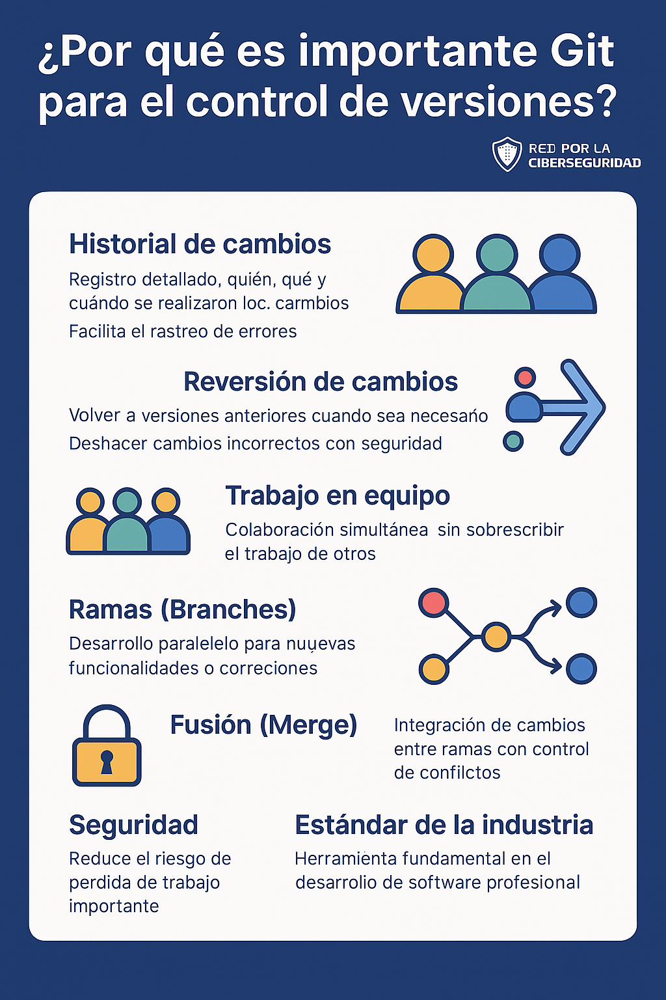 ¿Por qué es importante Git
para el control de versiones?
RED POR LA
CIBERSEGURIDAD
Historial de cambios
Registro detallado, quién, qué y
cuándo se realizaron loc. carmbios
Facilita el rastreo de errores
Reversión de cambios
Volver a versiones anteriores cuando sea necesaño
Deshacer cambios incorrectos con seguridad
Trabajo en equipo
Colaboración simultánea sin sobrescribir
el trabajo de otros
Ramas (Branches)
Desarrollo paralelelo para nuụevas
funcionalidades o correciones
Fusión (Merge)
Integración de cambios
entre ramas con control
de confilctos
Seguridad
Reduce el riesgo de
perdida de trabajo
importante
Estándar de la industria
Herramienta fundamental en el
desarrolio de software profesional